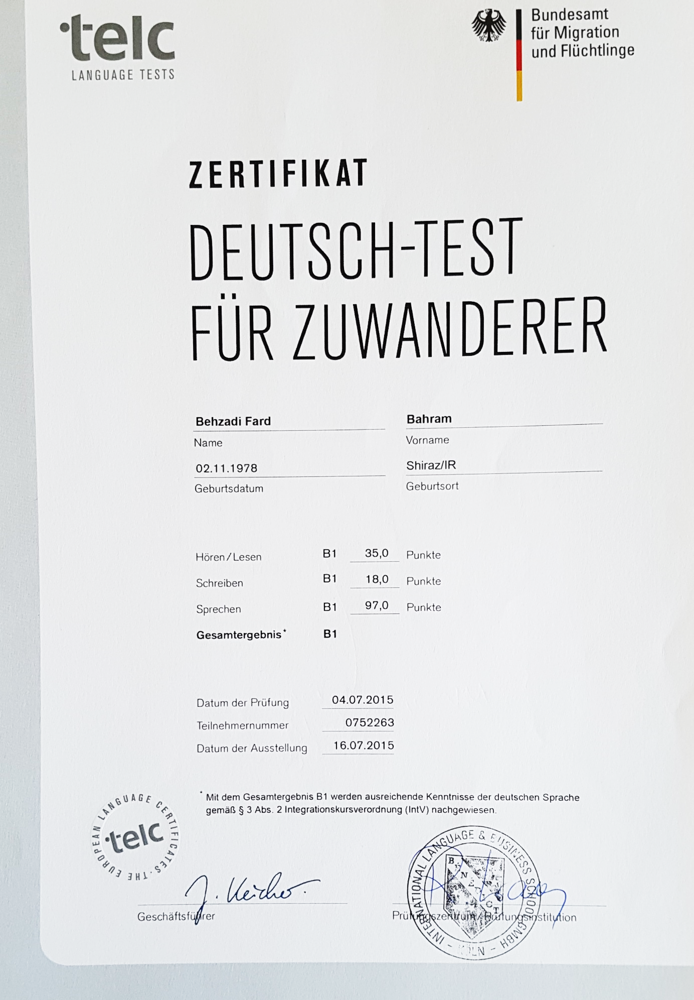 telc
LANGUAGE TESTS
Bundesamt
für Migration
und Flüchtlinge
ZERTIFIKAT
DEUTSCH-TEST
FÜR ZUWANDERER
Behzadi Fard
Bahram
Name
Vorname
02.11.1978
Shiraz/IR
Geburtsdatum
Geburtsort
Hören/Lesen B1 35,0 Punkte
Schreiben B1 18,0 Punkte
Sprechen B1 97,0 Punkte
Gesamtergebnis* B1
Datum der Prüfung 04.07.2015
Teilnehmernummer 0752263
Datum der Ausstellung 16.07.2015
* Mit dem Gesamtergebnis B1 werden ausreichende Kenntnisse der deutschen Sprache
gemäß § 3 Abs. 2 Integrationskursverordnung (IntV) nachgewiesen.
THE EUROPEAN LANGUAGE CERTIFICATES
telc
INTERNATIONAL LANGUAGE & BUSINESS SCHOOL GMBH
- KÖLN -
Geschäftsführer
Prüfungszentrum/Prüfungsinstitution